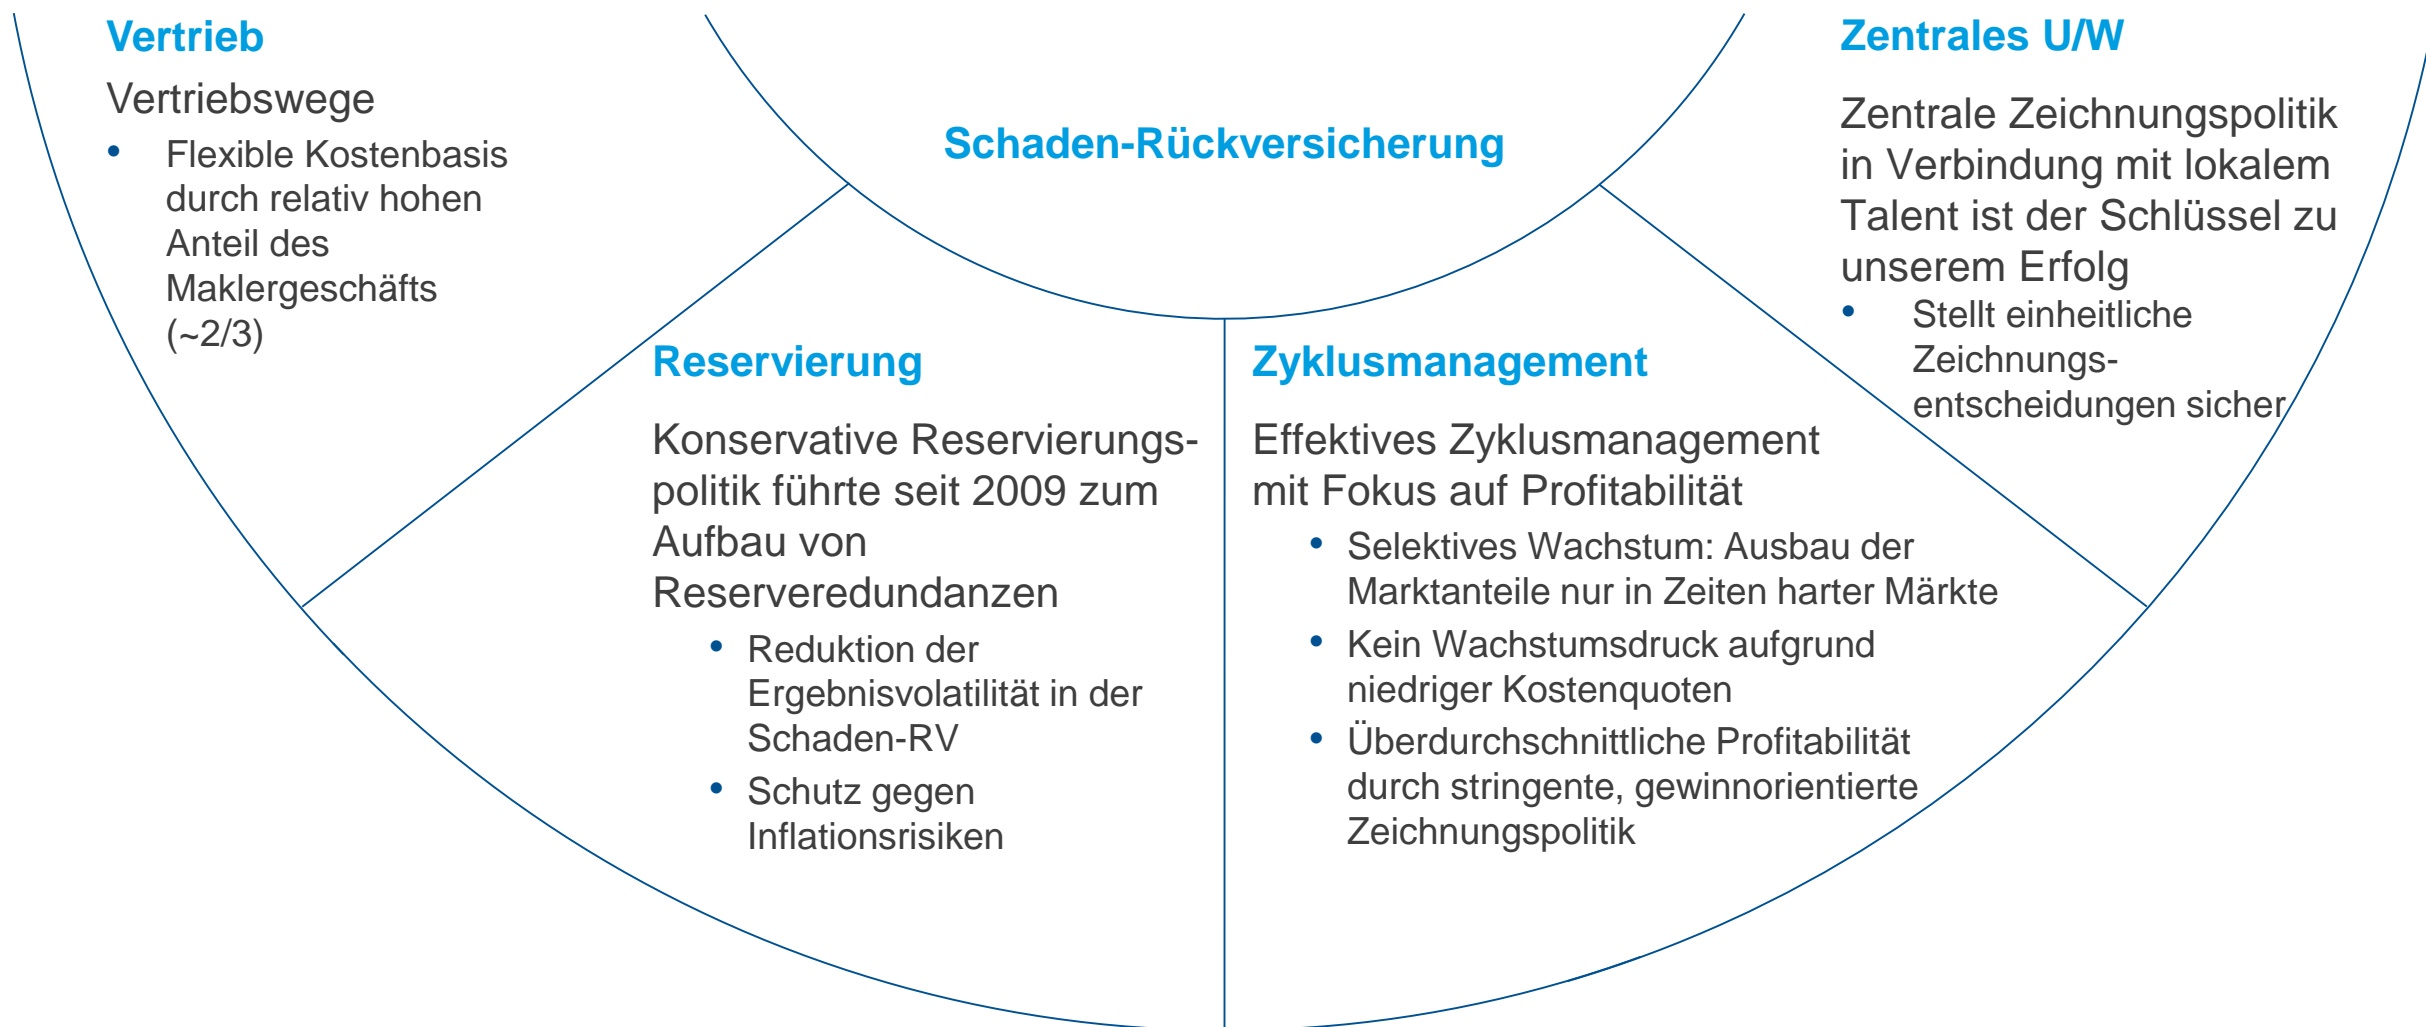 Vertrieb
Vertriebswege
• Flexible Kostenbasis
durch relativ hohen
Anteil des
Maklergeschäfts
(~2/3)
Schaden-Rückversicherung
Zentrales U/W
Zentrale Zeichnungspolitik
in Verbindung mit lokalem
Talent ist der Schlüssel zu
unserem Erfolg
• Stellt einheitliche
Zeichnungs-
entscheidungen sicher
Reservierung
Konservative Reservierungs-
politik führte seit 2009 zum
Aufbau von
Reserveredundanzen
• Reduktion der
Ergebnisvolatilität in der
Schaden-RV
• Schutz gegen
Inflationsrisiken
Zyklusmanagement
Effektives Zyklusmanagement
mit Fokus auf Profitabilität
• Selektives Wachstum: Ausbau der
Marktanteile nur in Zeiten harter Märkte
• Kein Wachstumsdruck aufgrund
niedriger Kostenquoten
• Überdurchschnittliche Profitabilität
durch stringente, gewinnorientierte
Zeichnungspolitik